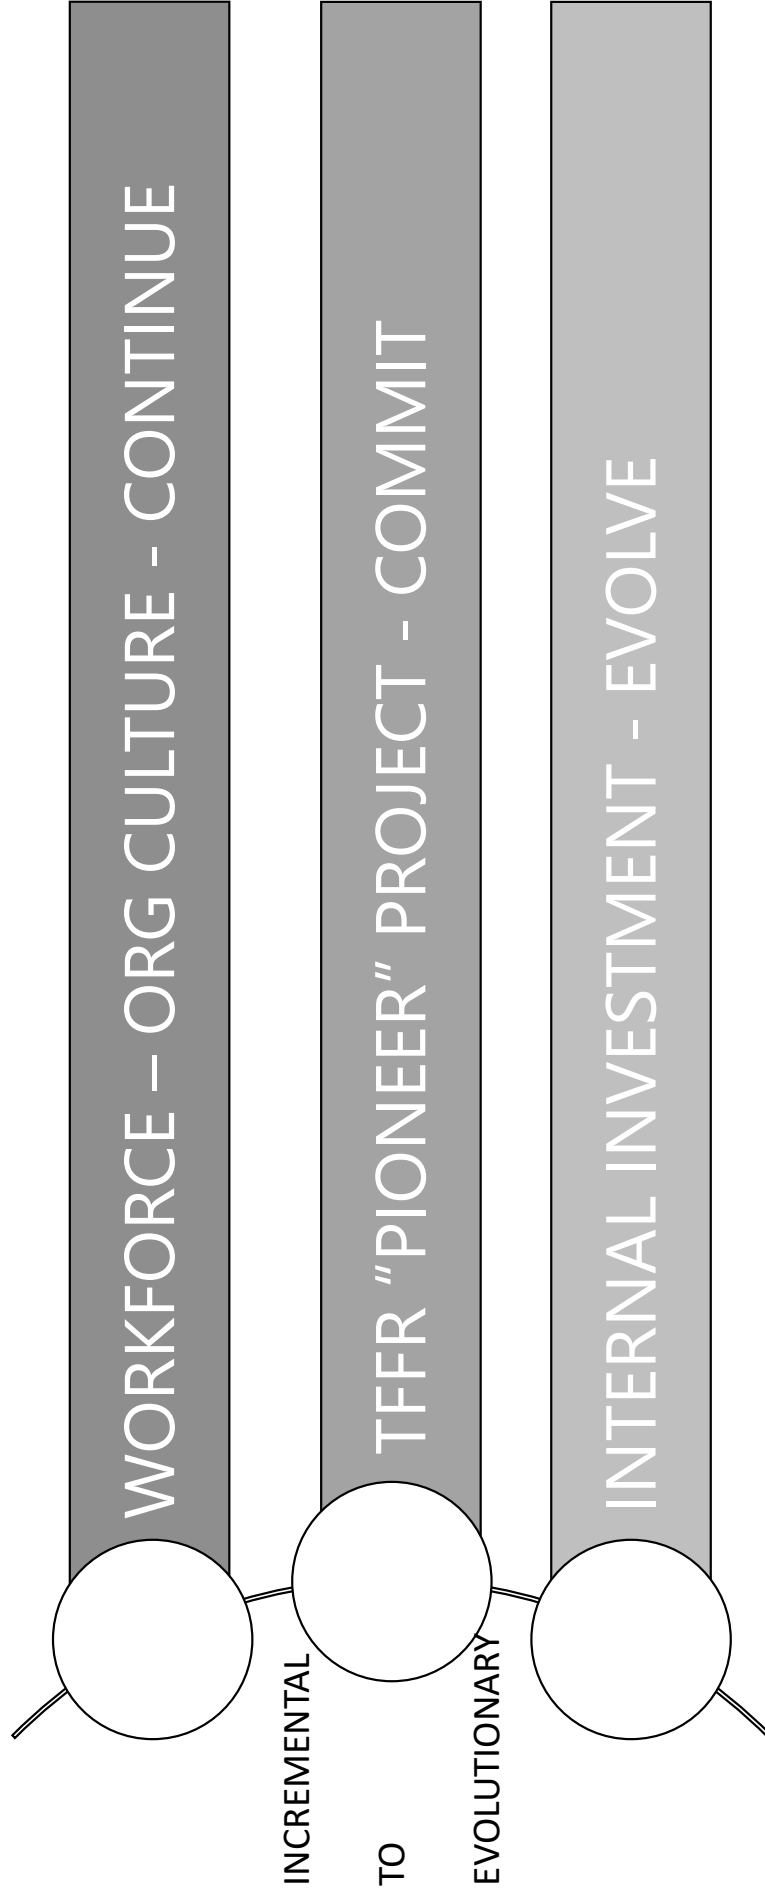 INCREMENTAL
TO
EVOLUTIONARY
WORKFORCE – ORG CULTURE - CONTINUE
TFFR “PIONEER” PROJECT - COMMIT
INTERNAL INVESTMENT - EVOLVE